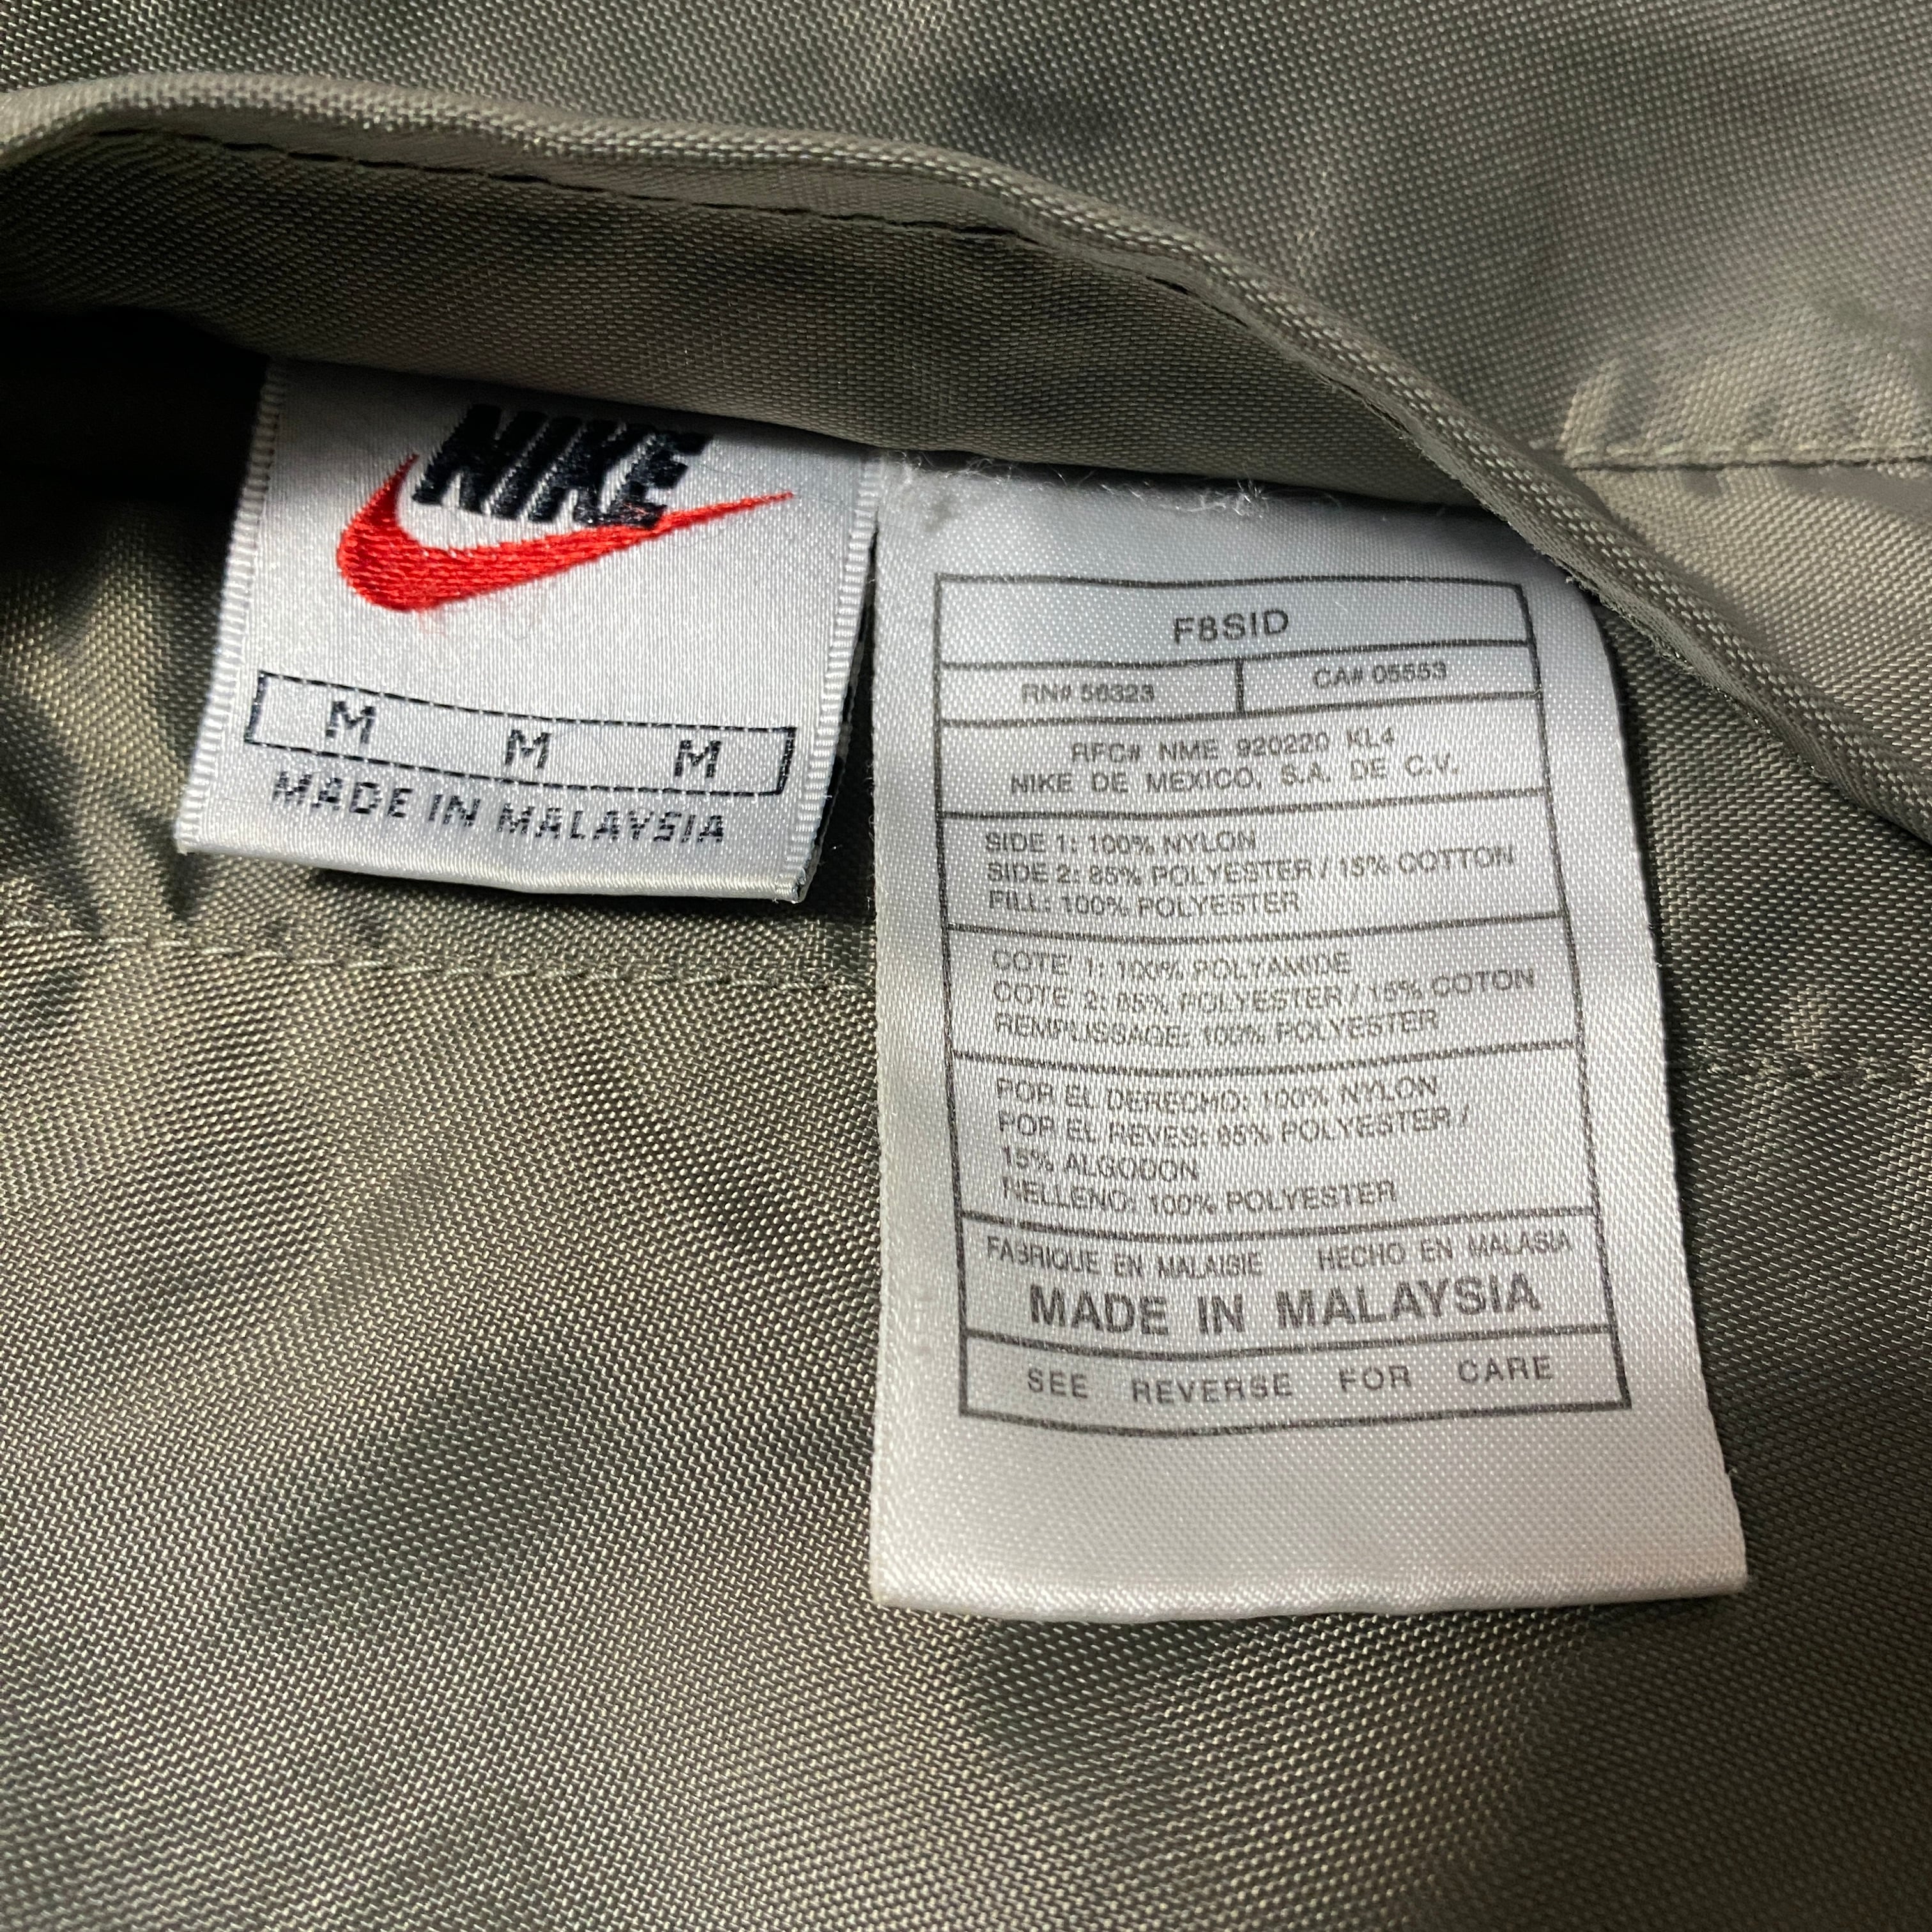 NIKE
M M M
MADE IN MALAYSIA
F8SID
RN# 56323 CA# 05553
RFC# NME 920220 KL4
NIKE DE MEXICO, S.A. DE C.V.
SIDE 1: 100% NYLON
SIDE 2: 85% POLYESTER / 15% COTTON
FILL: 100% POLYESTER
COTE' 1: 100% POLYAMIDE
COTE 2: 85% POLYESTER / 15% COTON
REMPLISSAGE: 100% POLYESTER
POR EL DERECHO: 100% NYLON
POR EL REVES: 85% POLYESTER /
15% ALGODON
NELLENO: 100% POLYESTER
FABRIQUE EN MALAISIE HECHO EN MALASIA
MADE IN MALAYSIA
SEE REVERSE FOR CARE